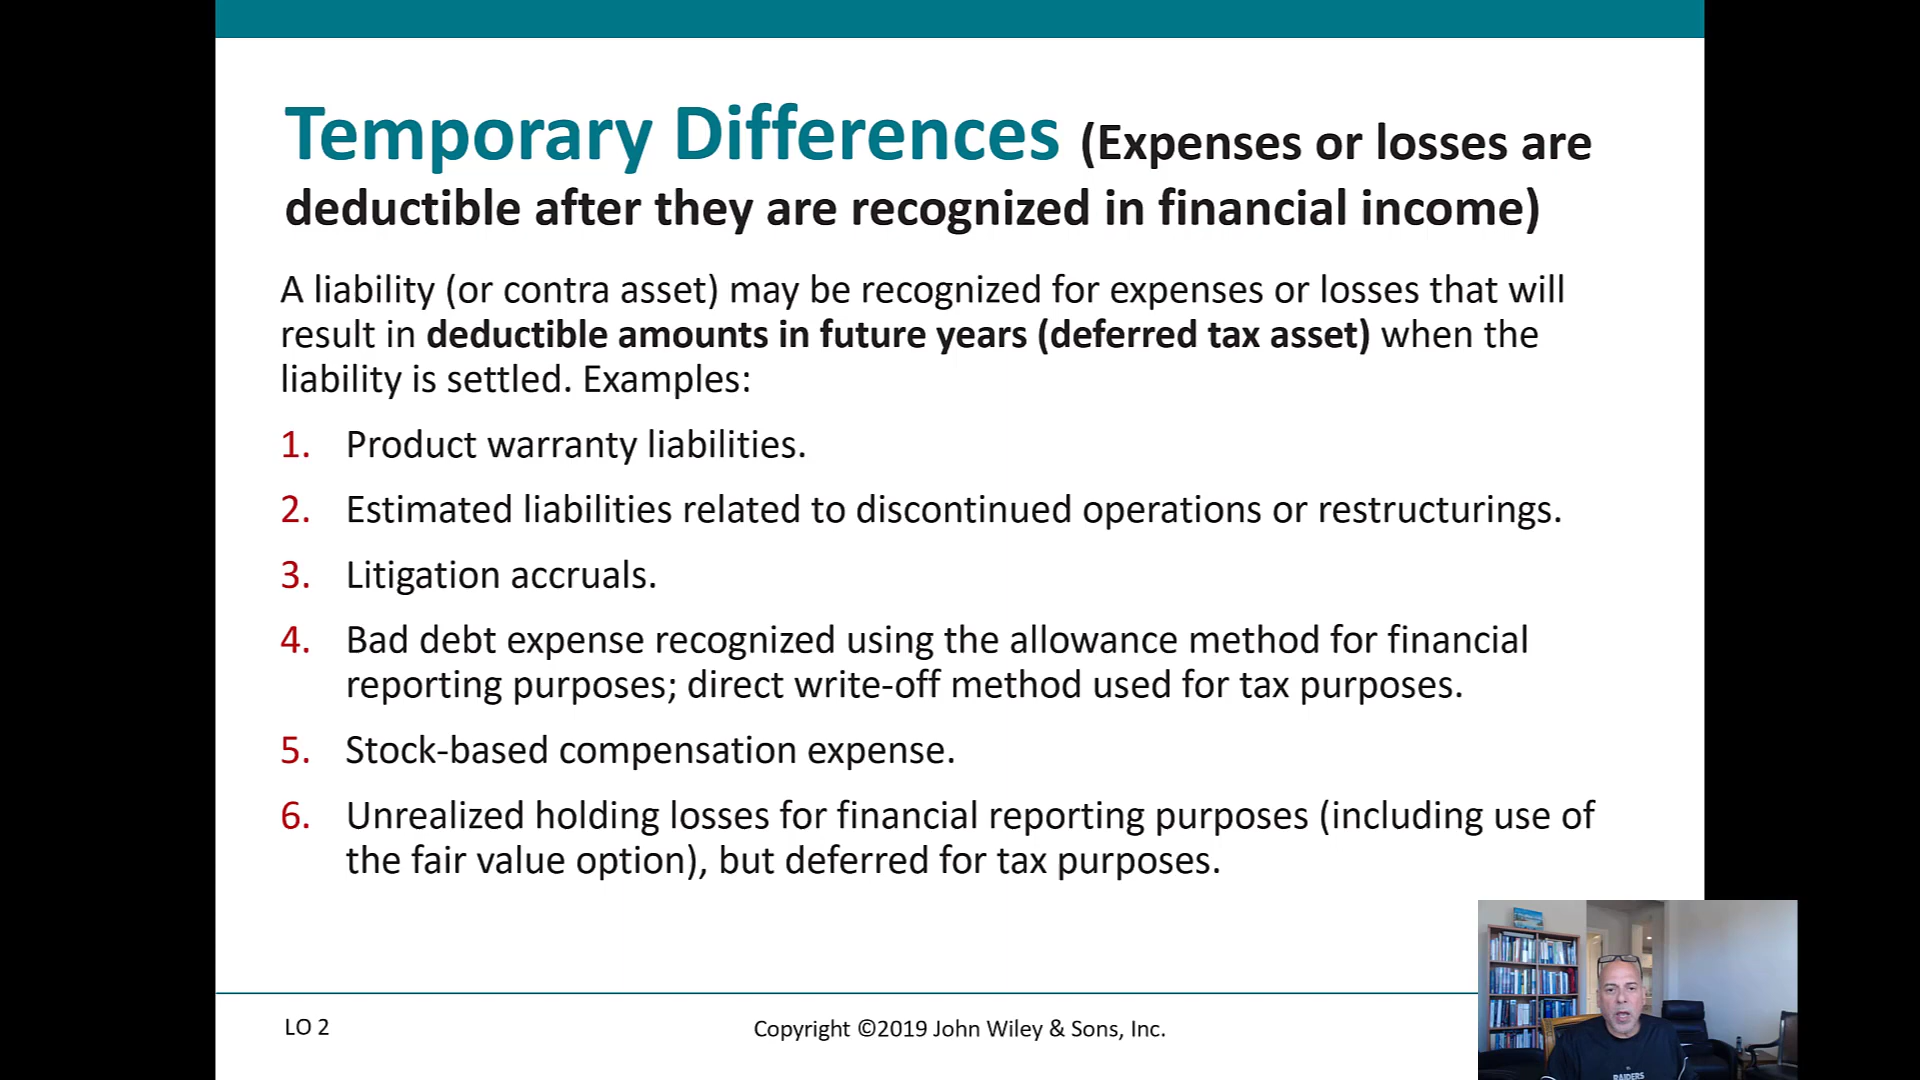 Temporary Differences (Expenses or losses are
deductible after they are recognized in financial income)
A liability (or contra asset) may be recognized for expenses or losses that will
result in deductible amounts in future years (deferred tax asset) when the
liability is settled. Examples:
1. Product warranty liabilities.
2. Estimated liabilities related to discontinued operations or restructurings.
3. Litigation accruals.
4. Bad debt expense recognized using the allowance method for financial
reporting purposes; direct write-off method used for tax purposes.
5. Stock-based compensation expense.
6. Unrealized holding losses for financial reporting purposes (including use of
the fair value option), but deferred for tax purposes.
LO 2
Copyright ©2019 John Wiley & Sons, Inc.
RAIDERS